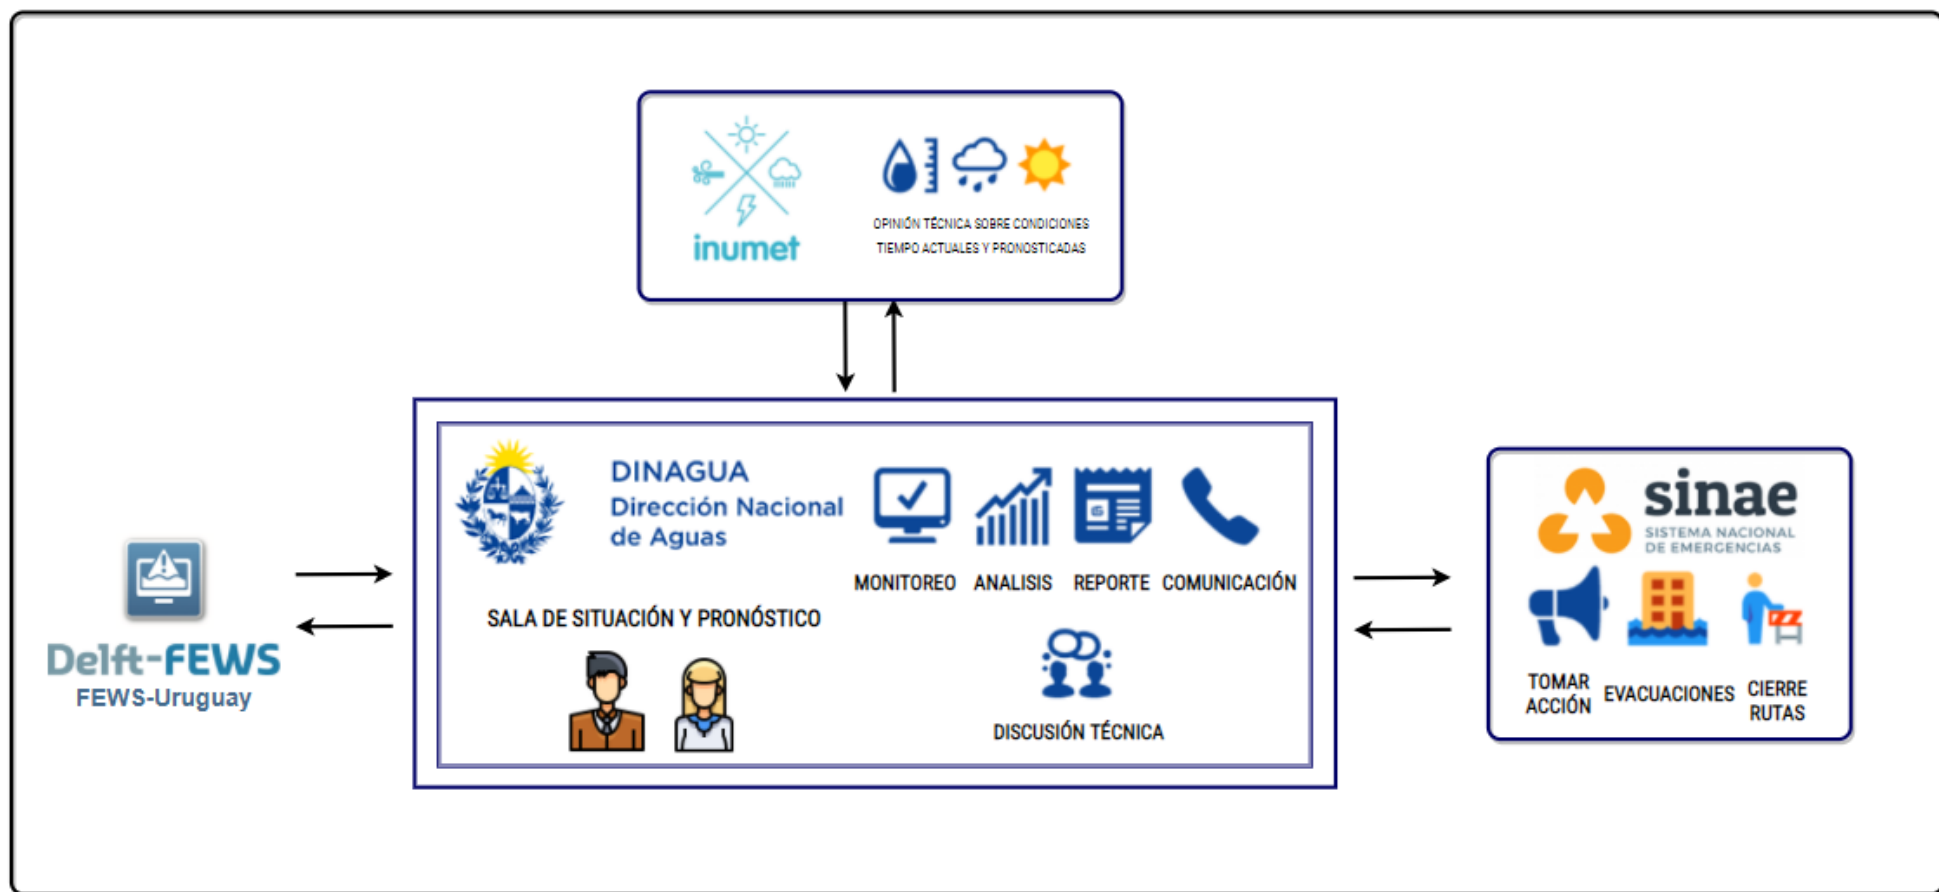 inumet
OPINIÓN TÉCNICA SOBRE CONDICIONES
TIEMPO ACTUALES Y PRONOSTICADAS
DINAGUA
Dirección Nacional
de Aguas
MONITOREO
ANALISIS
REPORTE
COMUNICACIÓN
SALA DE SITUACIÓN Y PRONÓSTICO
DISCUSIÓN TÉCNICA
Delft-FEWS
FEWS-Uruguay
sinae
SISTEMA NACIONAL
DE EMERGENCIAS
TOMAR
ACCIÓN
EVACUACIONES
CIERRE
RUTAS